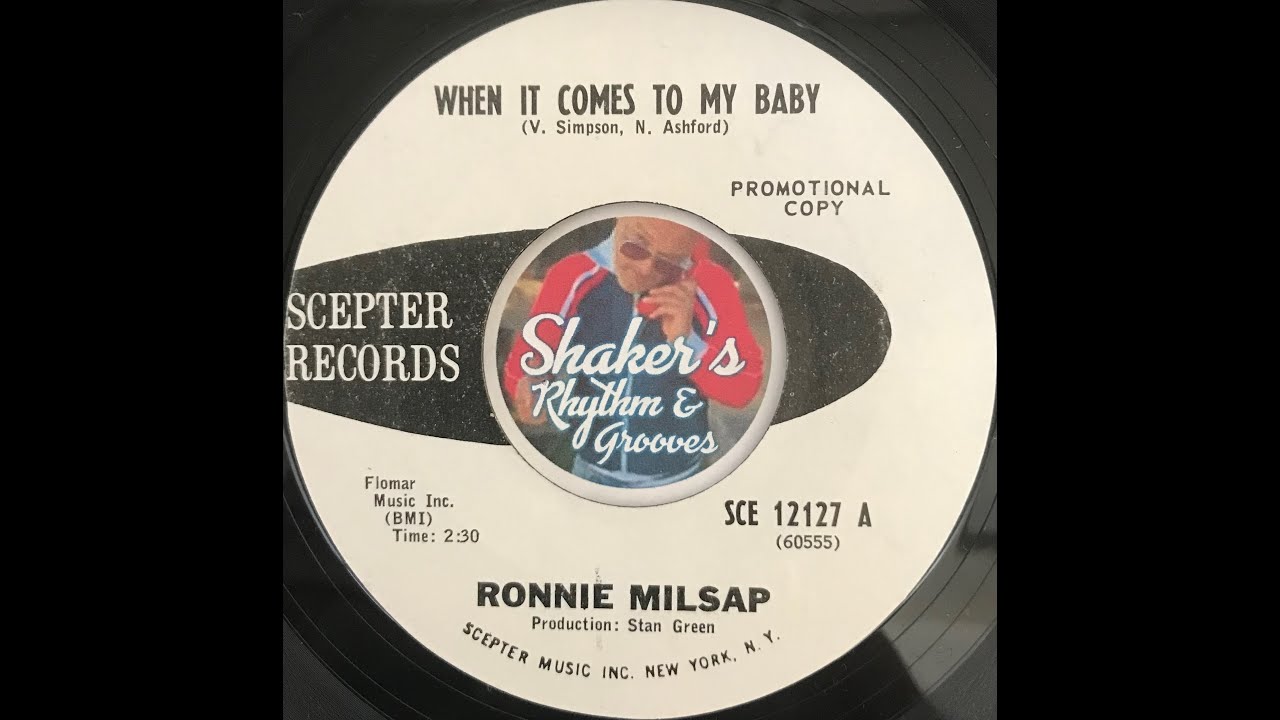 WHEN IT COMES TO MY BABY
(V. Simpson, N. Ashford)
PROMOTIONAL
COPY
SCEPTER
RECORDS
Shaker's
Rhythm &
Grooves
Flomar
Music Inc.
(BMI)
Time: 2:30
SCE 12127 A
(60555)
RONNIE MILSAP
Production: Stan Green
SCEPTER MUSIC INC. NEW YORK, N. Y.